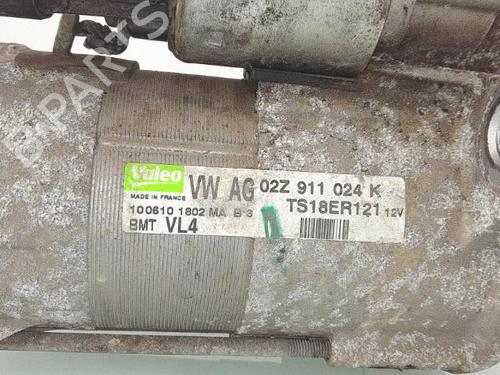 B-PARTS
Valeo VW AG 02Z 911 024 K
MADE IN FRANCE TS18ER121 12V
100610 1802 MA B 3
BMT VL4